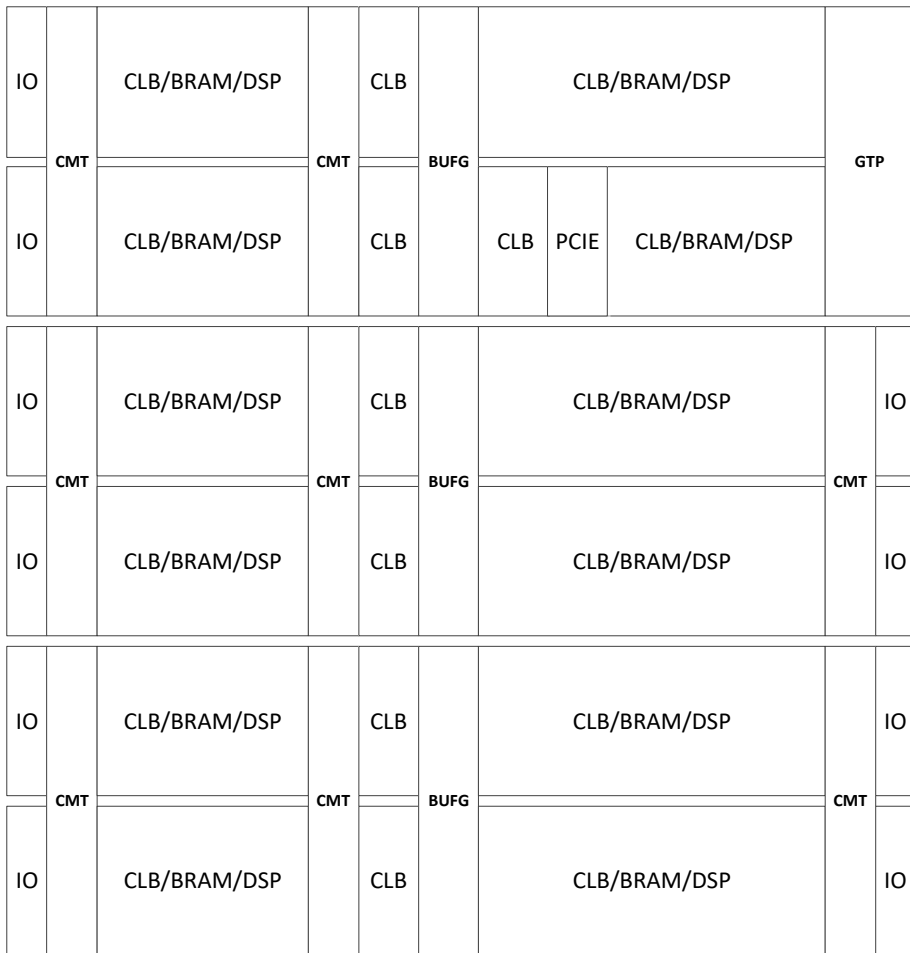 IO CLB/BRAM/DSP CLB CLB/BRAM/DSP
CMT CMT BUFG GTP
IO CLB/BRAM/DSP CLB CLB PCIE CLB/BRAM/DSP
IO CLB/BRAM/DSP CLB CLB/BRAM/DSP IO
CMT CMT BUFG CMT
IO CLB/BRAM/DSP CLB CLB/BRAM/DSP IO
IO CLB/BRAM/DSP CLB CLB/BRAM/DSP IO
CMT CMT BUFG CMT
IO CLB/BRAM/DSP CLB CLB/BRAM/DSP IO